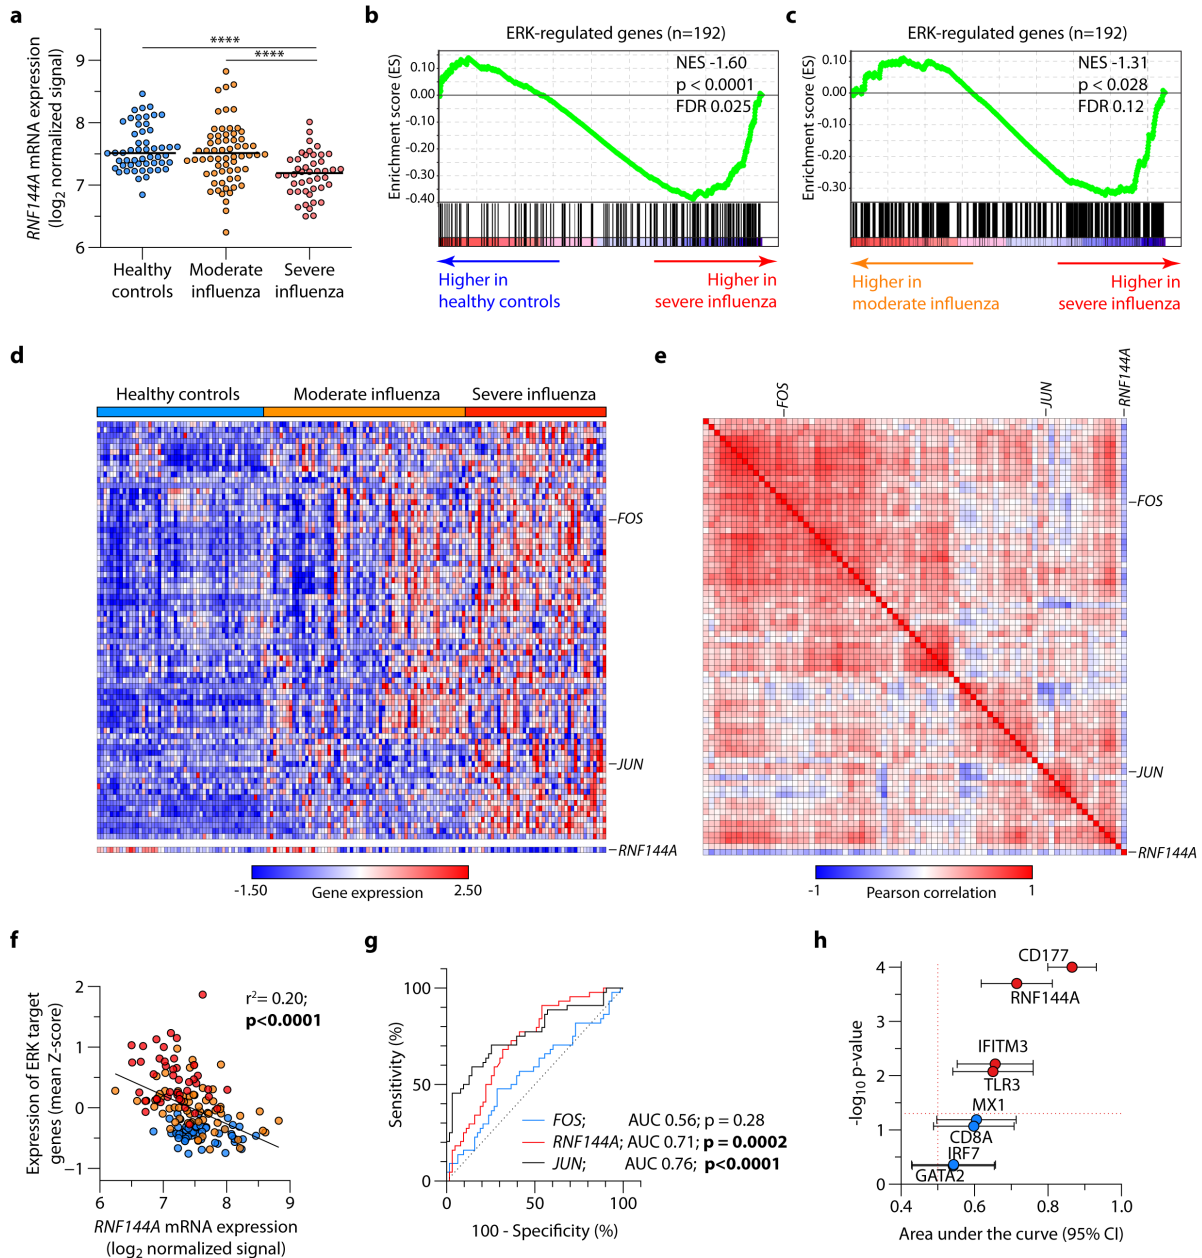 a
RNF144A mRNA expression
(log2 normalized signal)
9
8
7
6
****
****
Healthy
controls
Moderate
influenza
Severe
influenza
b
ERK-regulated genes (n=192)
Enrichment score (ES)
0.10
0.00
-0.10
-0.20
-0.30
-0.40
NES -1.60
p < 0.0001
FDR 0.025
Higher in
healthy controls
Higher in
severe influenza
c
ERK-regulated genes (n=192)
Enrichment score (ES)
0.10
0.00
-0.10
-0.20
-0.30
NES -1.31
p < 0.028
FDR 0.12
Higher in
moderate influenza
Higher in
severe influenza
d
Healthy controls
Moderate influenza
Severe influenza
FOS
JUN
RNF144A
-1.50
Gene expression
2.50
e
FOS
JUN
RNF144A
FOS
JUN
RNF144A
-1
Pearson correlation
1
f
Expression of ERK target
genes (mean Z-score)
2
1
0
−1
r2= 0.20;
p<0.0001
6
7
8
9
RNF144A mRNA expression
(log2 normalized signal)
g
Sensitivity (%)
100
50
0
FOS; AUC 0.56; p = 0.28
RNF144A; AUC 0.71; p = 0.0002
JUN; AUC 0.76; p<0.0001
0
50
100
100 - Specificity (%)
h
-log10 p-value
4
3
2
1
0
CD177
RNF144A
IFITM3
TLR3
MX1
CD8A
IRF7
GATA2
0.4
0.6
0.8
1.0
Area under the curve (95% CI)